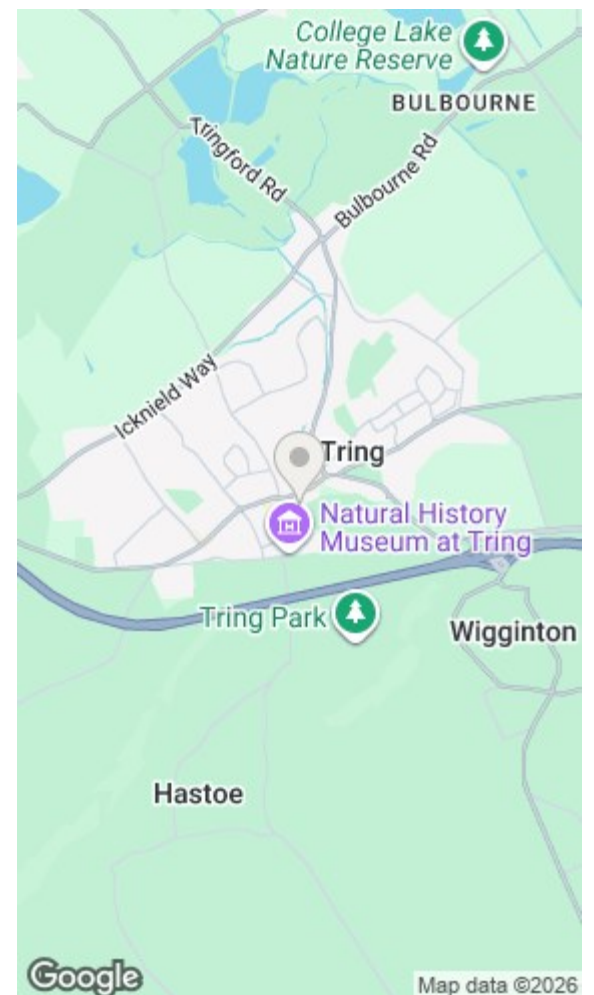 College Lake
Nature Reserve
BULBOURNE
Tringford Rd
Bulbourne Rd
Icknield Way
Tring
Natural History
Museum at Tring
Tring Park
Wigginton
Hastoe
Google
Map data ©2026